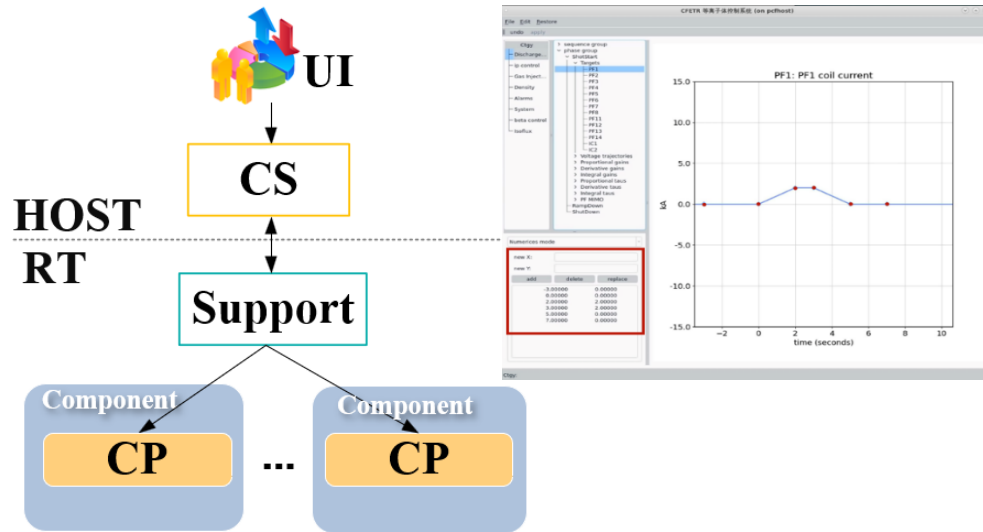 UI
CS
HOST
RT
Support
Component
CP
...
Component
CP
CFETR 等离子体控制系统 (on pcfhost)
File Edit Restore
undo apply
Ctgy
Discharge...
Ip control
Gas Inject...
Density
Alarms
System
beta control
Isoflux
sequence group
phase group
ShotStart
Targets
PF1
PF2
PF3
PF4
PF5
PF6
PF7
PF8
PF11
PF12
PF13
PF14
IC1
IC2
Voltage trajectories
Proportional gains
Derivative gains
Integral gains
Proportional taus
Derivative taus
Integral taus
PF MIMO
RampDown
ShutDown
Numerices mode
new X:
new Y:
add delete replace
-3.00000 0.00000
0.00000 0.00000
2.00000 2.00000
3.00000 2.00000
5.00000 0.00000
7.00000 0.00000
Ctgy:
PF1: PF1 coil current
15.0
10.0
5.0
0.0
-5.0
-10.0
-15.0
kA
−2 0 2 4 6 8 10
time (seconds)